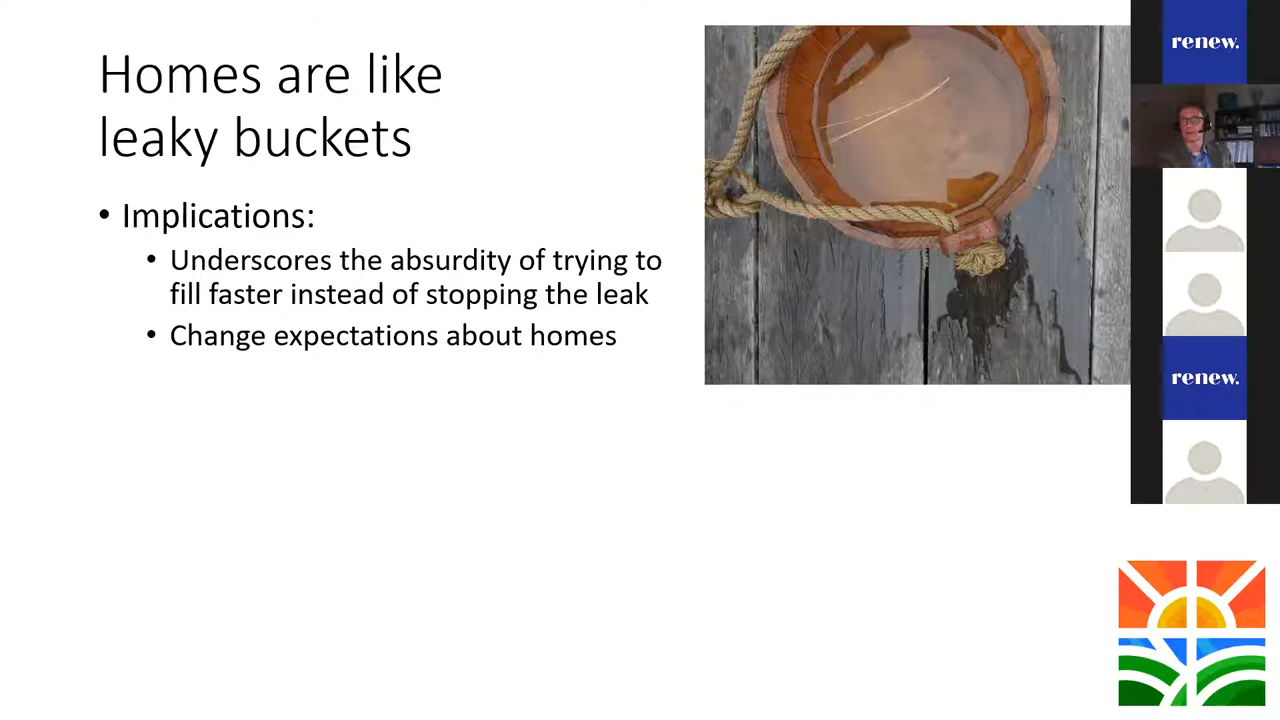 Homes are like
leaky buckets
• Implications:
• Underscores the absurdity of trying to
fill faster instead of stopping the leak
• Change expectations about homes
renew.
renew.